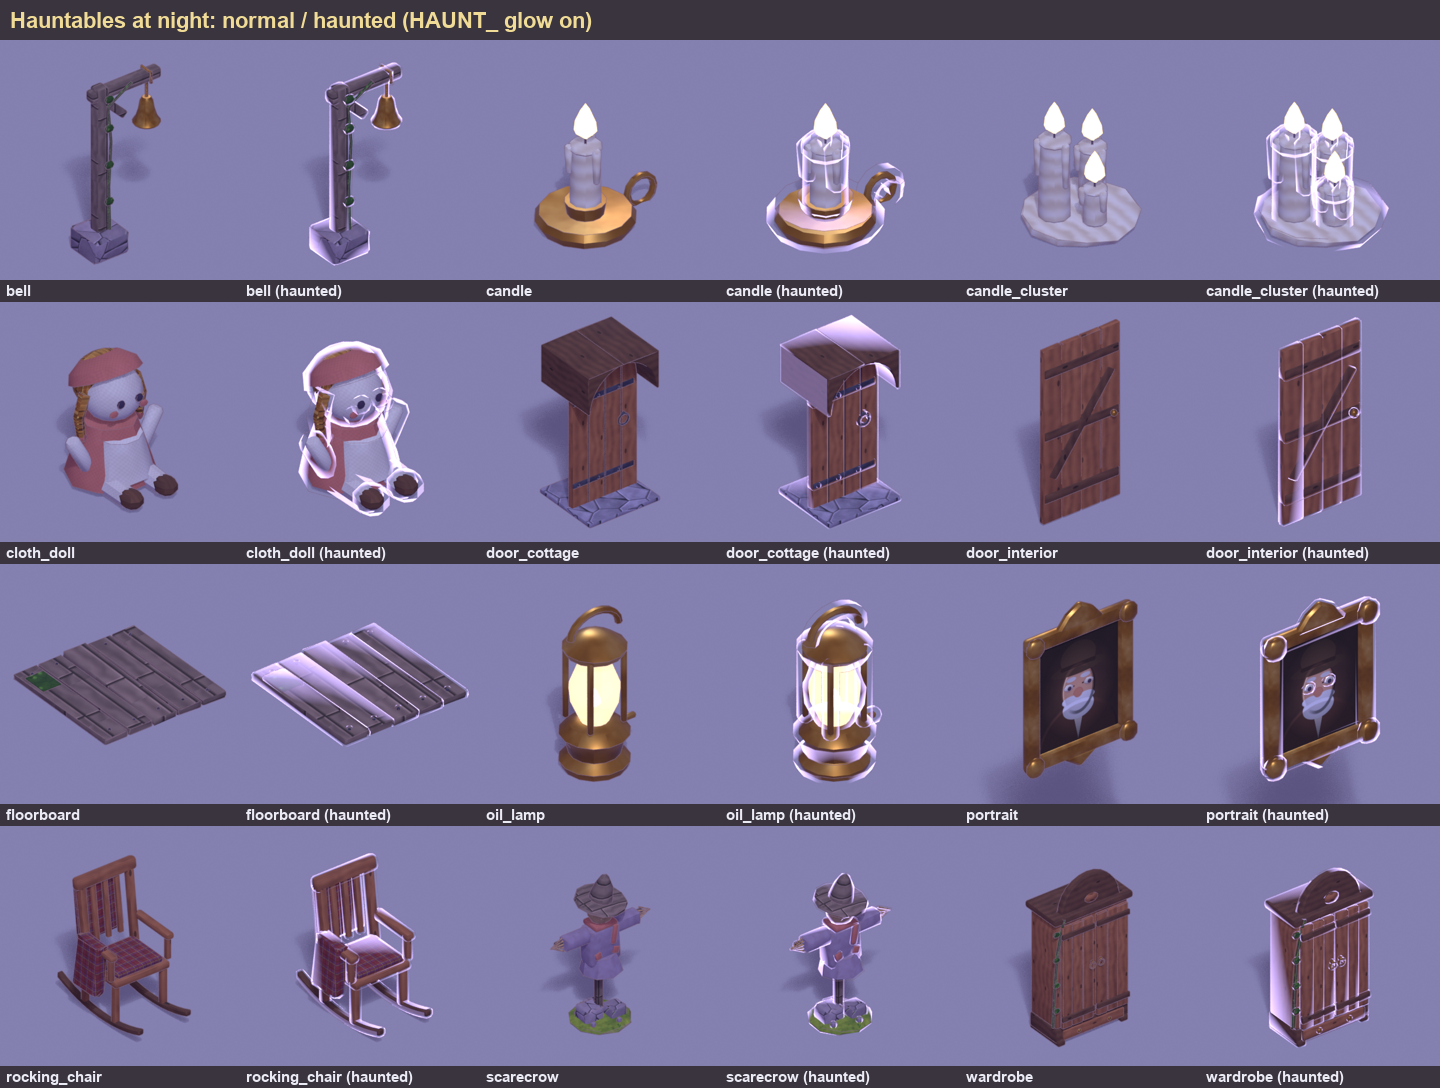 Hauntables at night: normal / haunted (HAUNT_ glow on)
bell
bell (haunted)
candle
candle (haunted)
candle_cluster
candle_cluster (haunted)
cloth_doll
cloth_doll (haunted)
door_cottage
door_cottage (haunted)
door_interior
door_interior (haunted)
floorboard
floorboard (haunted)
oil_lamp
oil_lamp (haunted)
portrait
portrait (haunted)
rocking_chair
rocking_chair (haunted)
scarecrow
scarecrow (haunted)
wardrobe
wardrobe (haunted)